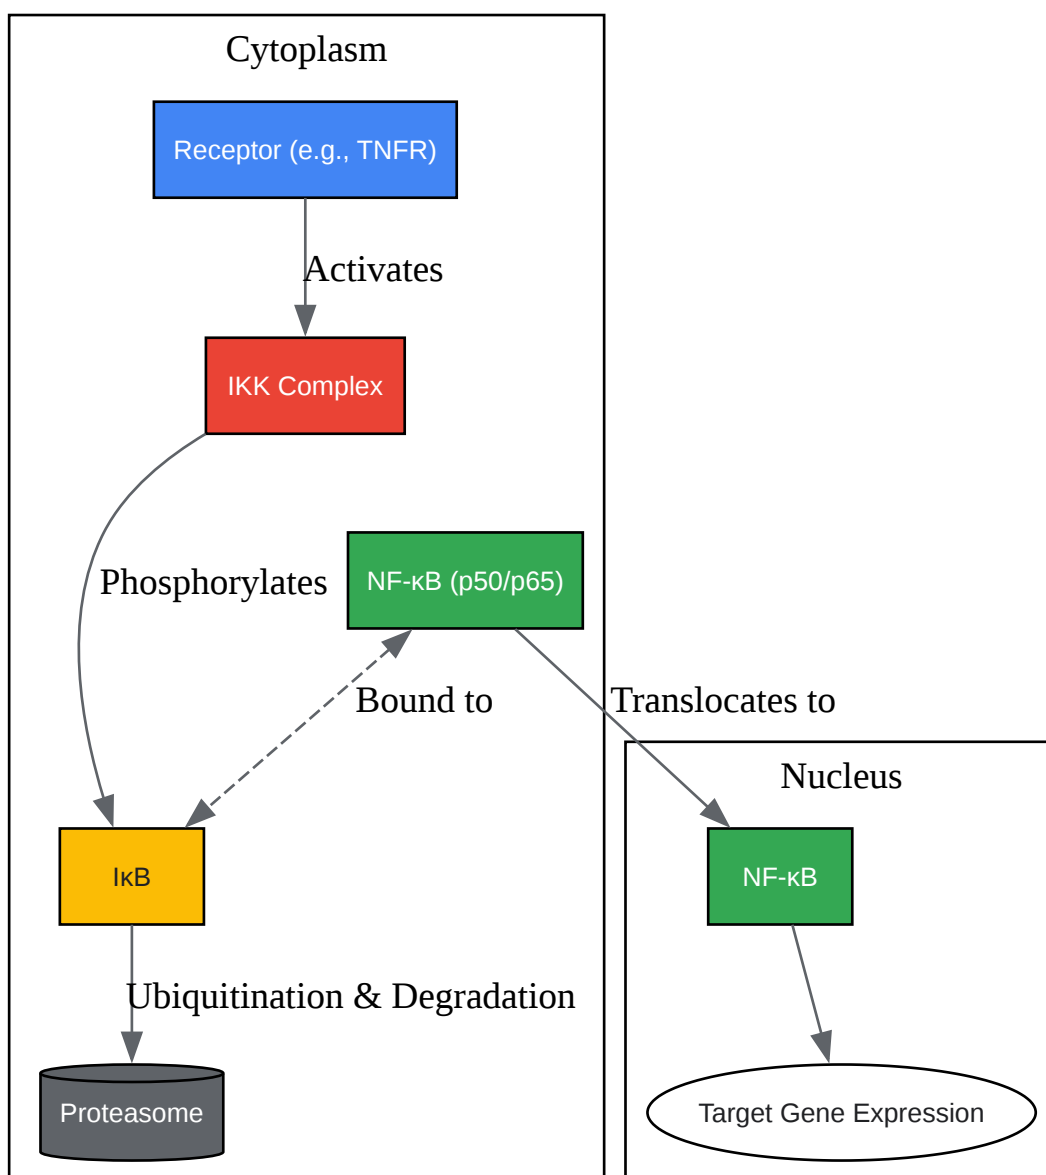 Cytoplasm
Receptor (e.g., TNFR)
Activates
IKK Complex
Phosphorylates
NF-κB (p50/p65)
Bound to
Translocates to
Nucleus
IκB
NF-κB
Ubiquitination & Degradation
Proteasome
Target Gene Expression